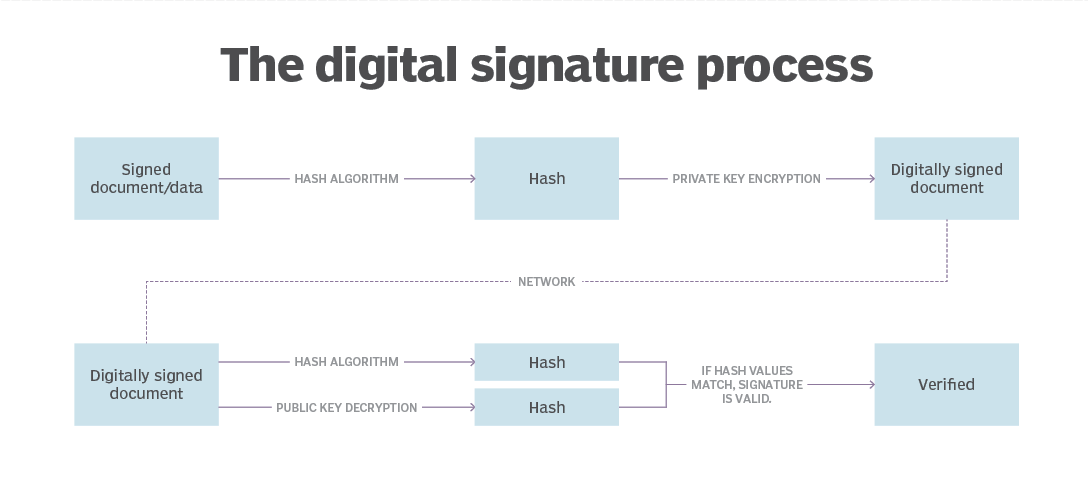 The digital signature process
Signed
document/data
HASH ALGORITHM
Hash
PRIVATE KEY ENCRYPTION
Digitally signed
document
NETWORK
Digitally signed
document
HASH ALGORITHM
Hash
PUBLIC KEY DECRYPTION
Hash
IF HASH VALUES
MATCH, SIGNATURE
IS VALID.
Verified